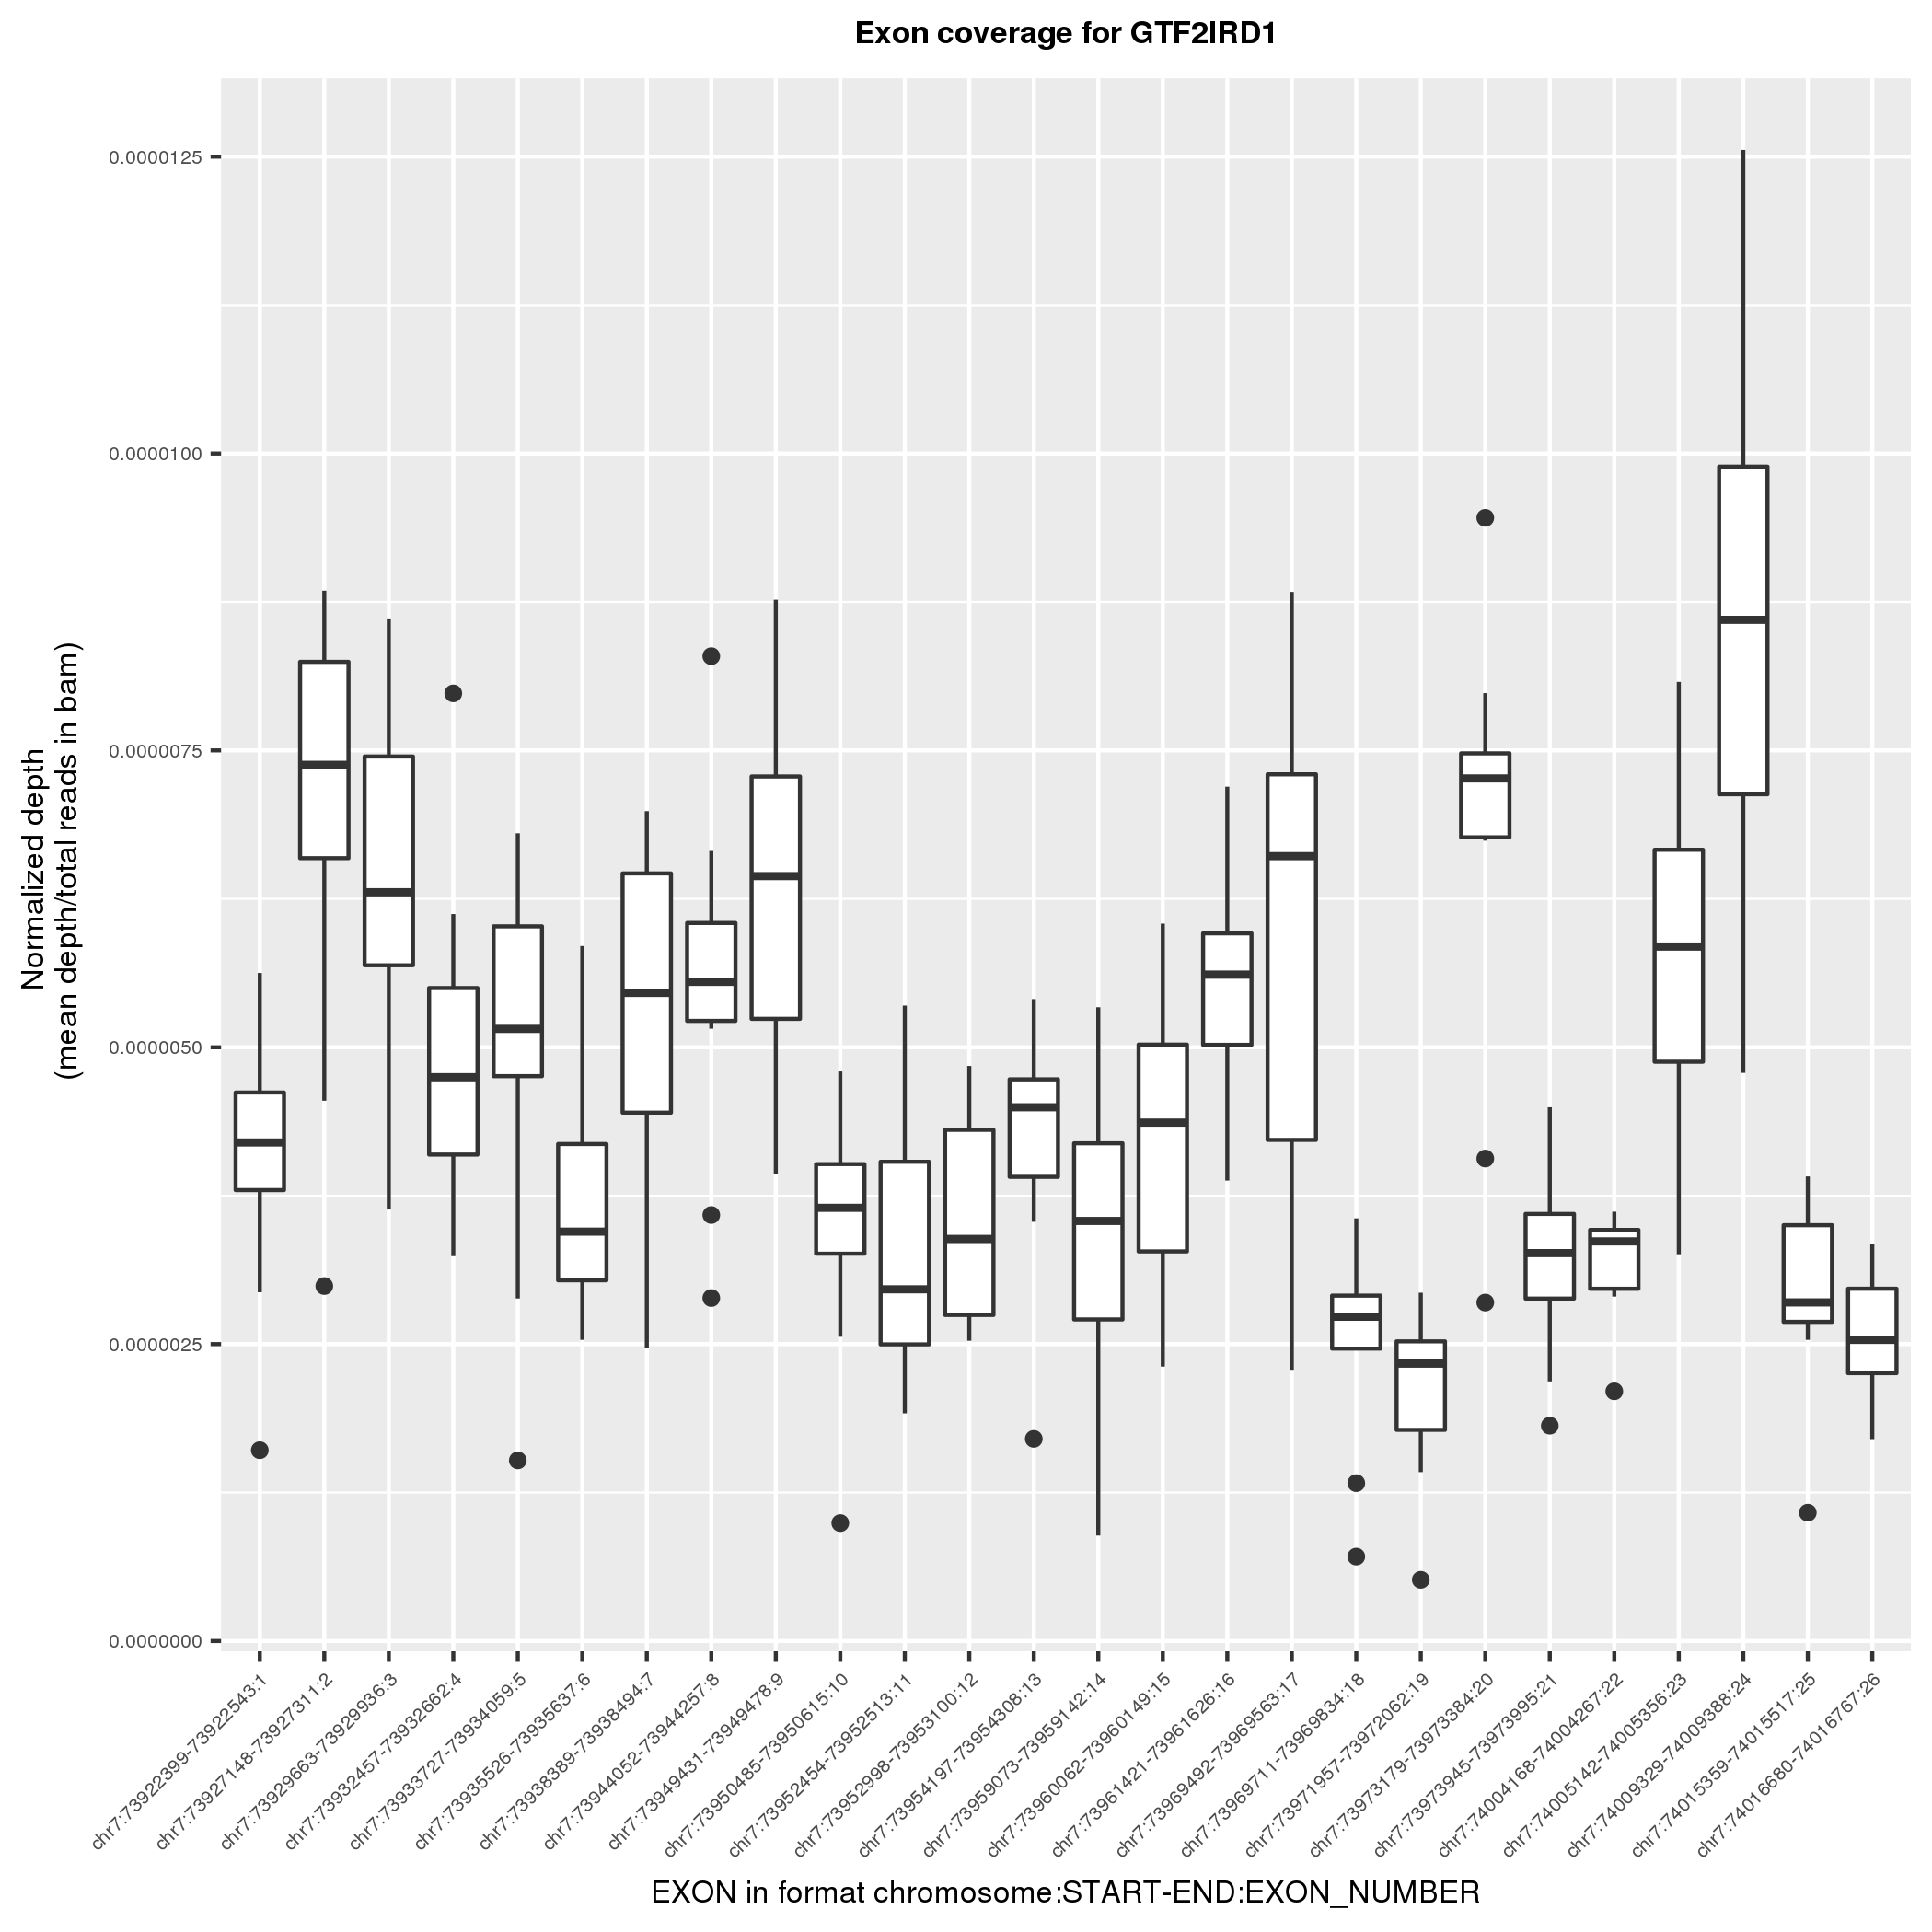 Exon coverage for GTF2IRD1
0.0000125
0.0000100
0.0000075
0.0000050
0.0000025
0.0000000
Normalized depth
(mean depth/total reads in bam)
chr7:73922399-73922543:1
chr7:73927148-73927311:2
chr7:73929663-73929936:3
chr7:73932457-73932662:4
chr7:73933727-73934059:5
chr7:73935526-73935637:6
chr7:73938389-73938494:7
chr7:73944052-73944257:8
chr7:73949431-73949478:9
chr7:73950485-73950615:10
chr7:73952454-73952513:11
chr7:73952998-73953100:12
chr7:73954197-73954308:13
chr7:73959073-73959142:14
chr7:73960062-73960149:15
chr7:73961421-73961626:16
chr7:73969492-73969563:17
chr7:73969711-73969834:18
chr7:73971957-73972062:19
chr7:73973179-73973384:20
chr7:73973945-73973995:21
chr7:74004168-74004267:22
chr7:74005142-74005356:23
chr7:74009329-74009388:24
chr7:74015359-74015517:25
chr7:74016680-74016767:26
EXON in format chromosome:START-END:EXON_NUMBER